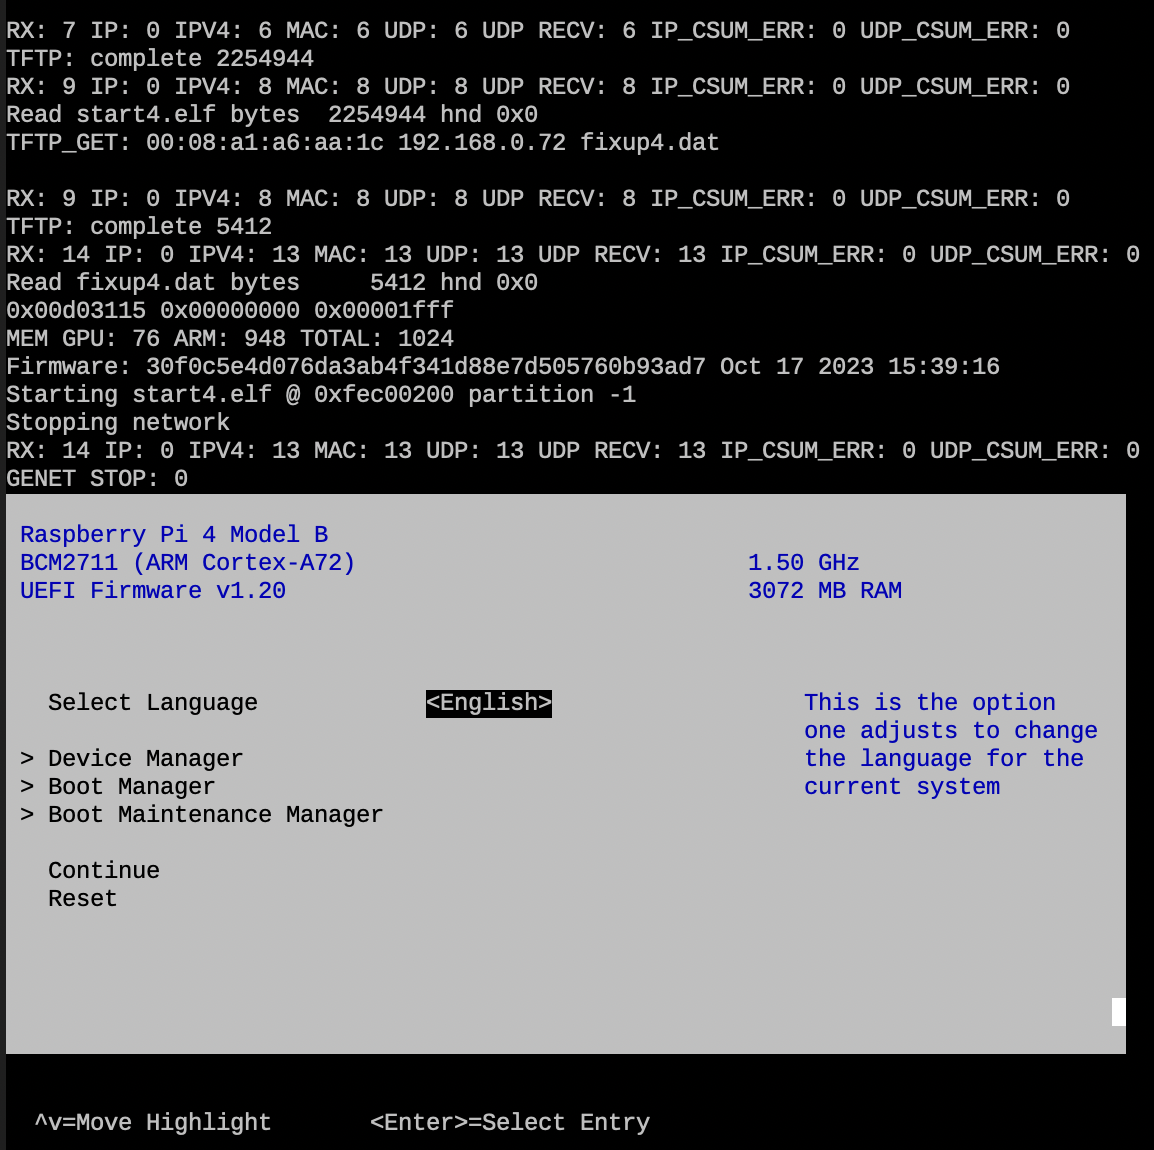 RX: 7 IP: 0 IPV4: 6 MAC: 6 UDP: 6 UDP RECV: 6 IP_CSUM_ERR: 0 UDP_CSUM_ERR: 0
TFTP: complete 2254944
RX: 9 IP: 0 IPV4: 8 MAC: 8 UDP: 8 UDP RECV: 8 IP_CSUM_ERR: 0 UDP_CSUM_ERR: 0
Read start4.elf bytes  2254944 hnd 0x0
TFTP_GET: 00:08:a1:a6:aa:1c 192.168.0.72 fixup4.dat
RX: 9 IP: 0 IPV4: 8 MAC: 8 UDP: 8 UDP RECV: 8 IP_CSUM_ERR: 0 UDP_CSUM_ERR: 0
TFTP: complete 5412
RX: 14 IP: 0 IPV4: 13 MAC: 13 UDP: 13 UDP RECV: 13 IP_CSUM_ERR: 0 UDP_CSUM_ERR: 0
Read fixup4.dat bytes     5412 hnd 0x0
0x00d03115 0x00000000 0x00001fff
MEM GPU: 76 ARM: 948 TOTAL: 1024
Firmware: 30f0c5e4d076da3ab4f341d88e7d505760b93ad7 Oct 17 2023 15:39:16
Starting start4.elf @ 0xfec00200 partition -1
Stopping network
RX: 14 IP: 0 IPV4: 13 MAC: 13 UDP: 13 UDP RECV: 13 IP_CSUM_ERR: 0 UDP_CSUM_ERR: 0
GENET STOP: 0
Raspberry Pi 4 Model B
BCM2711 (ARM Cortex-A72) 1.50 GHz
UEFI Firmware v1.20 3072 MB RAM
Select Language <English> This is the option
one adjusts to change
> Device Manager the language for the
> Boot Manager current system
> Boot Maintenance Manager
Continue
Reset
^v=Move Highlight <Enter>=Select Entry